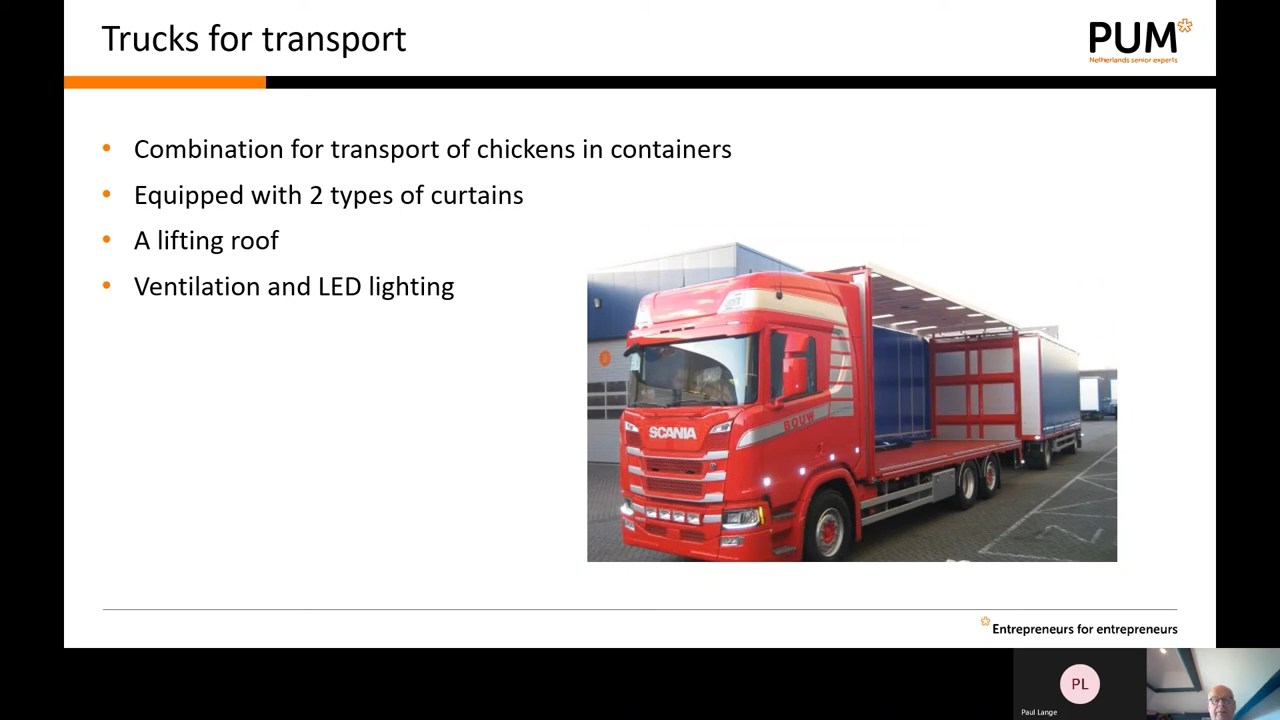 Trucks for transport
PUM
Netherlands senior experts
Combination for transport of chickens in containers
Equipped with 2 types of curtains
A lifting roof
Ventilation and LED lighting
SCANIA
BOUW
Entrepreneurs for entrepreneurs
PL
Paul Lange